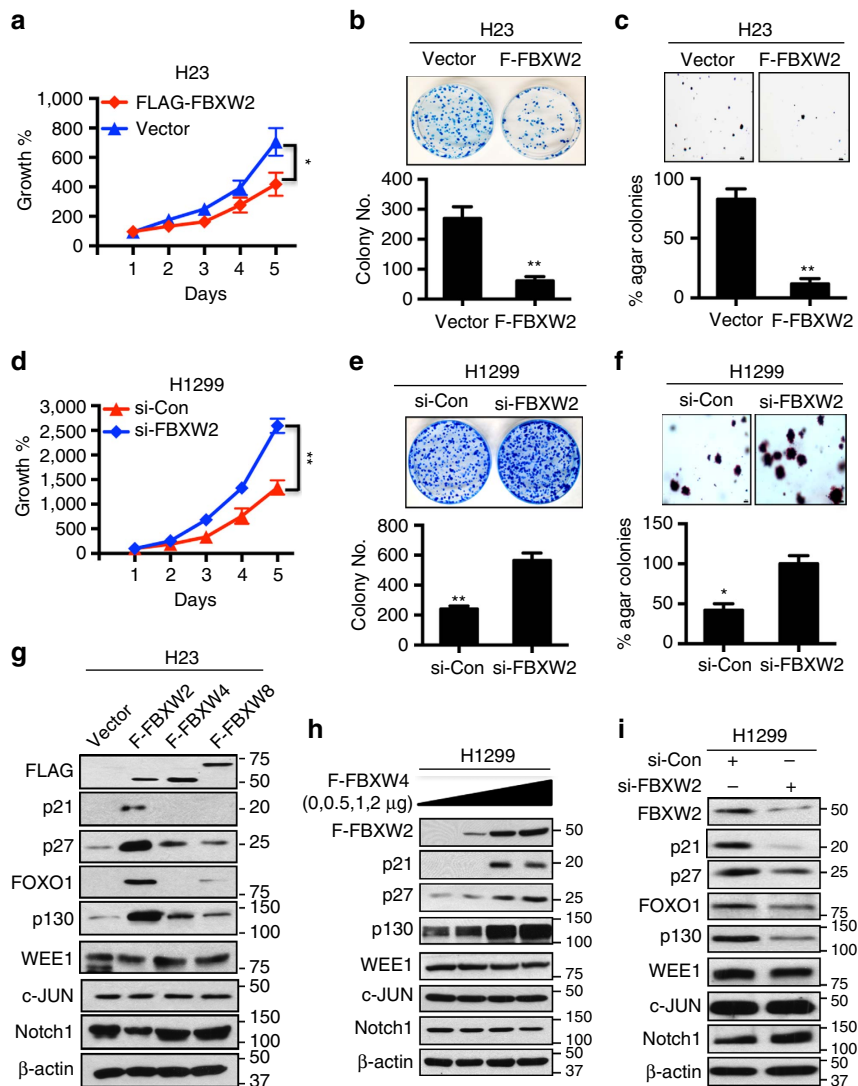 a
H23
FLAG-FBXW2
Vector
Growth %
1,000
800
600
400
200
0
*
1 2 3 4 5
Days
b
H23
Vector F-FBXW2
Colony No.
400
300
200
100
0
**
Vector F-FBXW2
c
H23
Vector F-FBXW2
% agar colonies
100
50
0
**
Vector F-FBXW2
d
H1299
si-Con
si-FBXW2
Growth %
3,000
2,500
2,000
1,500
1,000
500
0
**
1 2 3 4 5
Days
e
H1299
si-Con si-FBXW2
Colony No.
800
600
400
200
0
**
si-Con si-FBXW2
f
H1299
si-Con si-FBXW2
% agar colonies
150
100
50
0
*
si-Con si-FBXW2
g
H23
Vector F-FBXW2 F-FBXW4 F-FBXW8
FLAG 75 50
p21 20
p27 25
FOXO1 75
p130 150 100
WEE1 75
c-JUN 50
Notch1 150 100
β-actin 50 37
h
H1299
F-FBXW4
(0,0.5,1,2 μg)
F-FBXW2 50
p21 20
p27 25
p130 150 100
WEE1 75
c-JUN 50
Notch1 150 100
β-actin 50 37
i
H1299
si-Con + –
si-FBXW2 – +
FBXW2 50
p21 20
p27 25
FOXO1 75
p130 150 100
WEE1 75
c-JUN 50
Notch1 150 100
β-actin 50 37